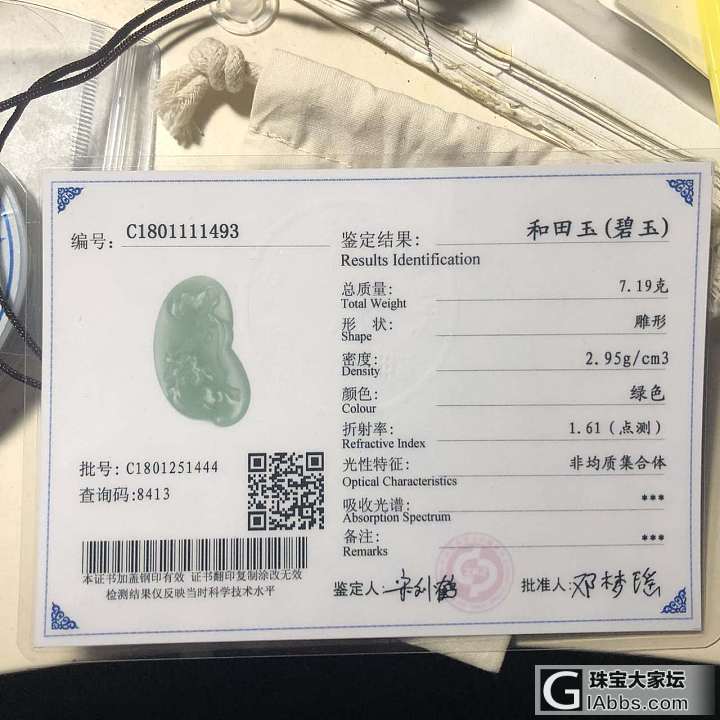 编号: C1801111493
鉴定结果: 和田玉(碧玉)
Results Identification
总质量: 7.19克
Total Weight
形 状: 雕形
Shape
密度: 2.95g/cm3
Density
颜色: 绿色
Colour
折射率: 1.61(点测)
Refractive Index
光性特征: 非均质集合体
Optical Characteristics
吸收光谱: ***
Absorption Spectrum
备注: ***
Remarks
批号: C1801251444
查询码:8413
本证书加盖钢印有效 证书翻印复制涂改无效
检测结果仅反映当时科学技术水平
鉴定人:
批准人: 邓梦瑶
珠宝大家坛
GIAbbs.com